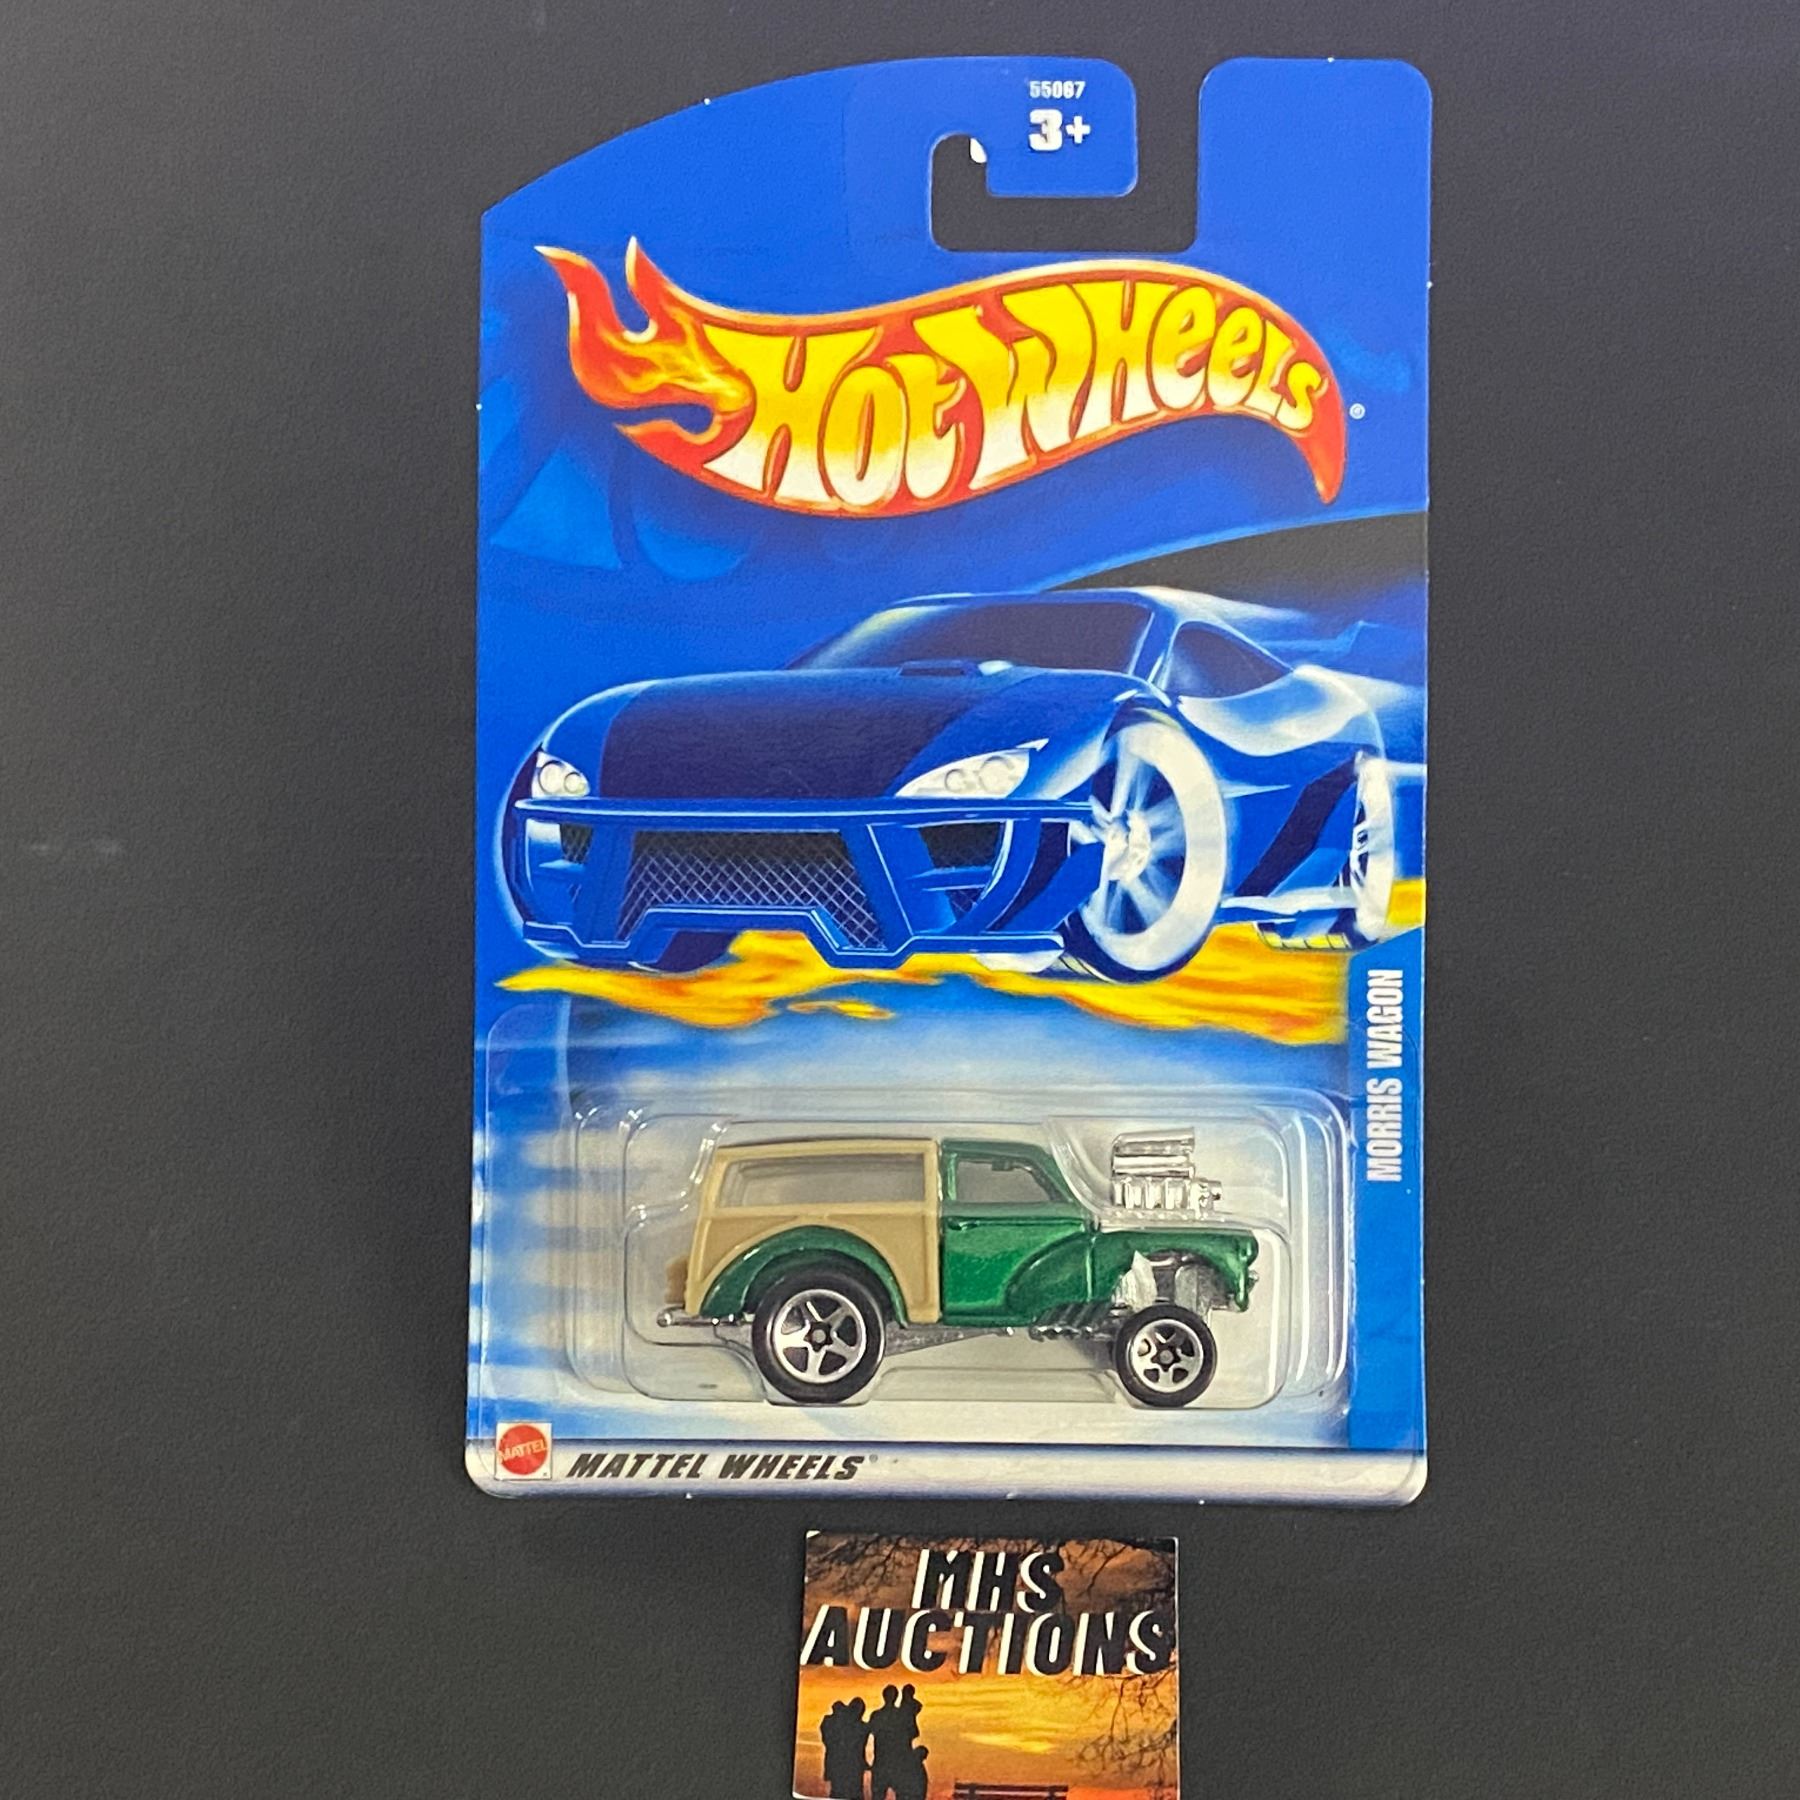 55067
3+
Hot Wheels®
MORRIS WAGON
MATTEL
MATTEL WHEELS
MHS
AUCTIONS